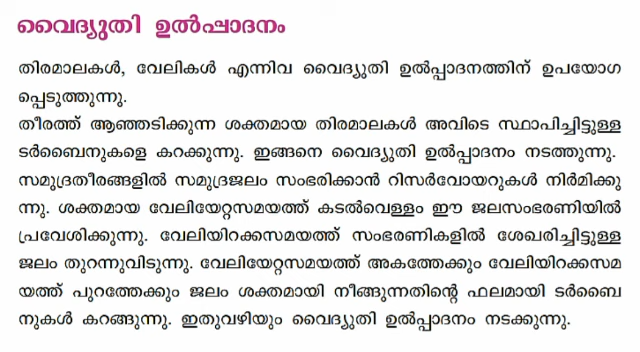 വൈദ്യുതി ഉൽപ്പാദനം
തിരമാലകൾ, വേലികൾ എന്നിവ വൈദ്യുതി ഉൽപ്പാദനത്തിന് ഉപയോഗ
പ്പെടുത്തുന്നു.
തീരത്ത് ആഞ്ഞടിക്കുന്ന ശക്തമായ തിരമാലകൾ അവിടെ സ്ഥാപിച്ചിട്ടുള്ള
ടർബൈനുകളെ കറക്കുന്നു. ഇങ്ങനെ വൈദ്യുതി ഉൽപ്പാദനം നടത്തുന്നു.
സമുദ്രതീരങ്ങളിൽ സമുദ്രജലം സംഭരിക്കാൻ റിസർവോയറുകൾ നിർമിക്കു
ന്നു. ശക്തമായ വേലിയേറ്റസമയത്ത് കടൽവെള്ളം ഈ ജലസംഭരണിയിൽ
പ്രവേശിക്കുന്നു. വേലിയിറക്കസമയത്ത് സംഭരണികളിൽ ശേഖരിച്ചിട്ടുള്ള
ജലം തുറന്നുവിടുന്നു. വേലിയേറ്റസമയത്ത് അകത്തേക്കും വേലിയിറക്കസമ
യത്ത് പുറത്തേക്കും ജലം ശക്തമായി നീങ്ങുന്നതിന്റെ ഫലമായി ടർബൈ
നുകൾ കറങ്ങുന്നു. ഇതുവഴിയും വൈദ്യുതി ഉൽപ്പാദനം നടക്കുന്നു.